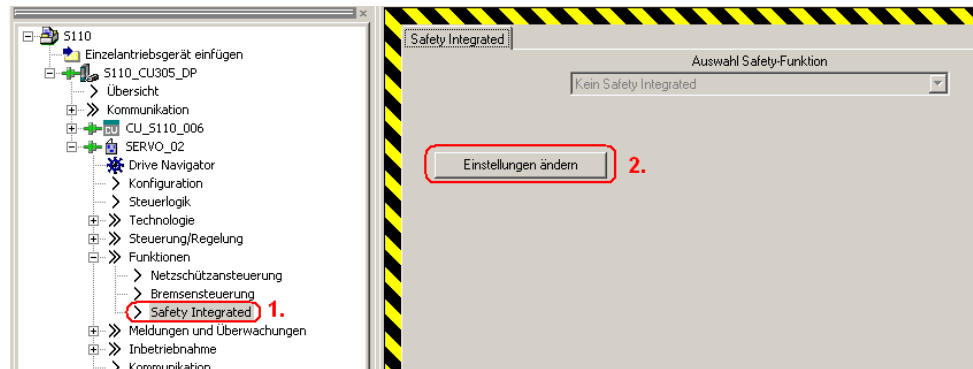 S110
Einzelantriebsgerät einfügen
S110_CU305_DP
Übersicht
Kommunikation
CU_S110_006
SERVO_02
Drive Navigator
Konfiguration
Steuerlogik
Technologie
Steuerung/Regelung
Funktionen
Netzschützansteuerung
Bremsensteuerung
Safety Integrated 1.
Meldungen und Überwachungen
Inbetriebnahme
Kommunikation
Safety Integrated
Auswahl Safety-Funktion
Kein Safety Integrated
Einstellungen ändern 2.